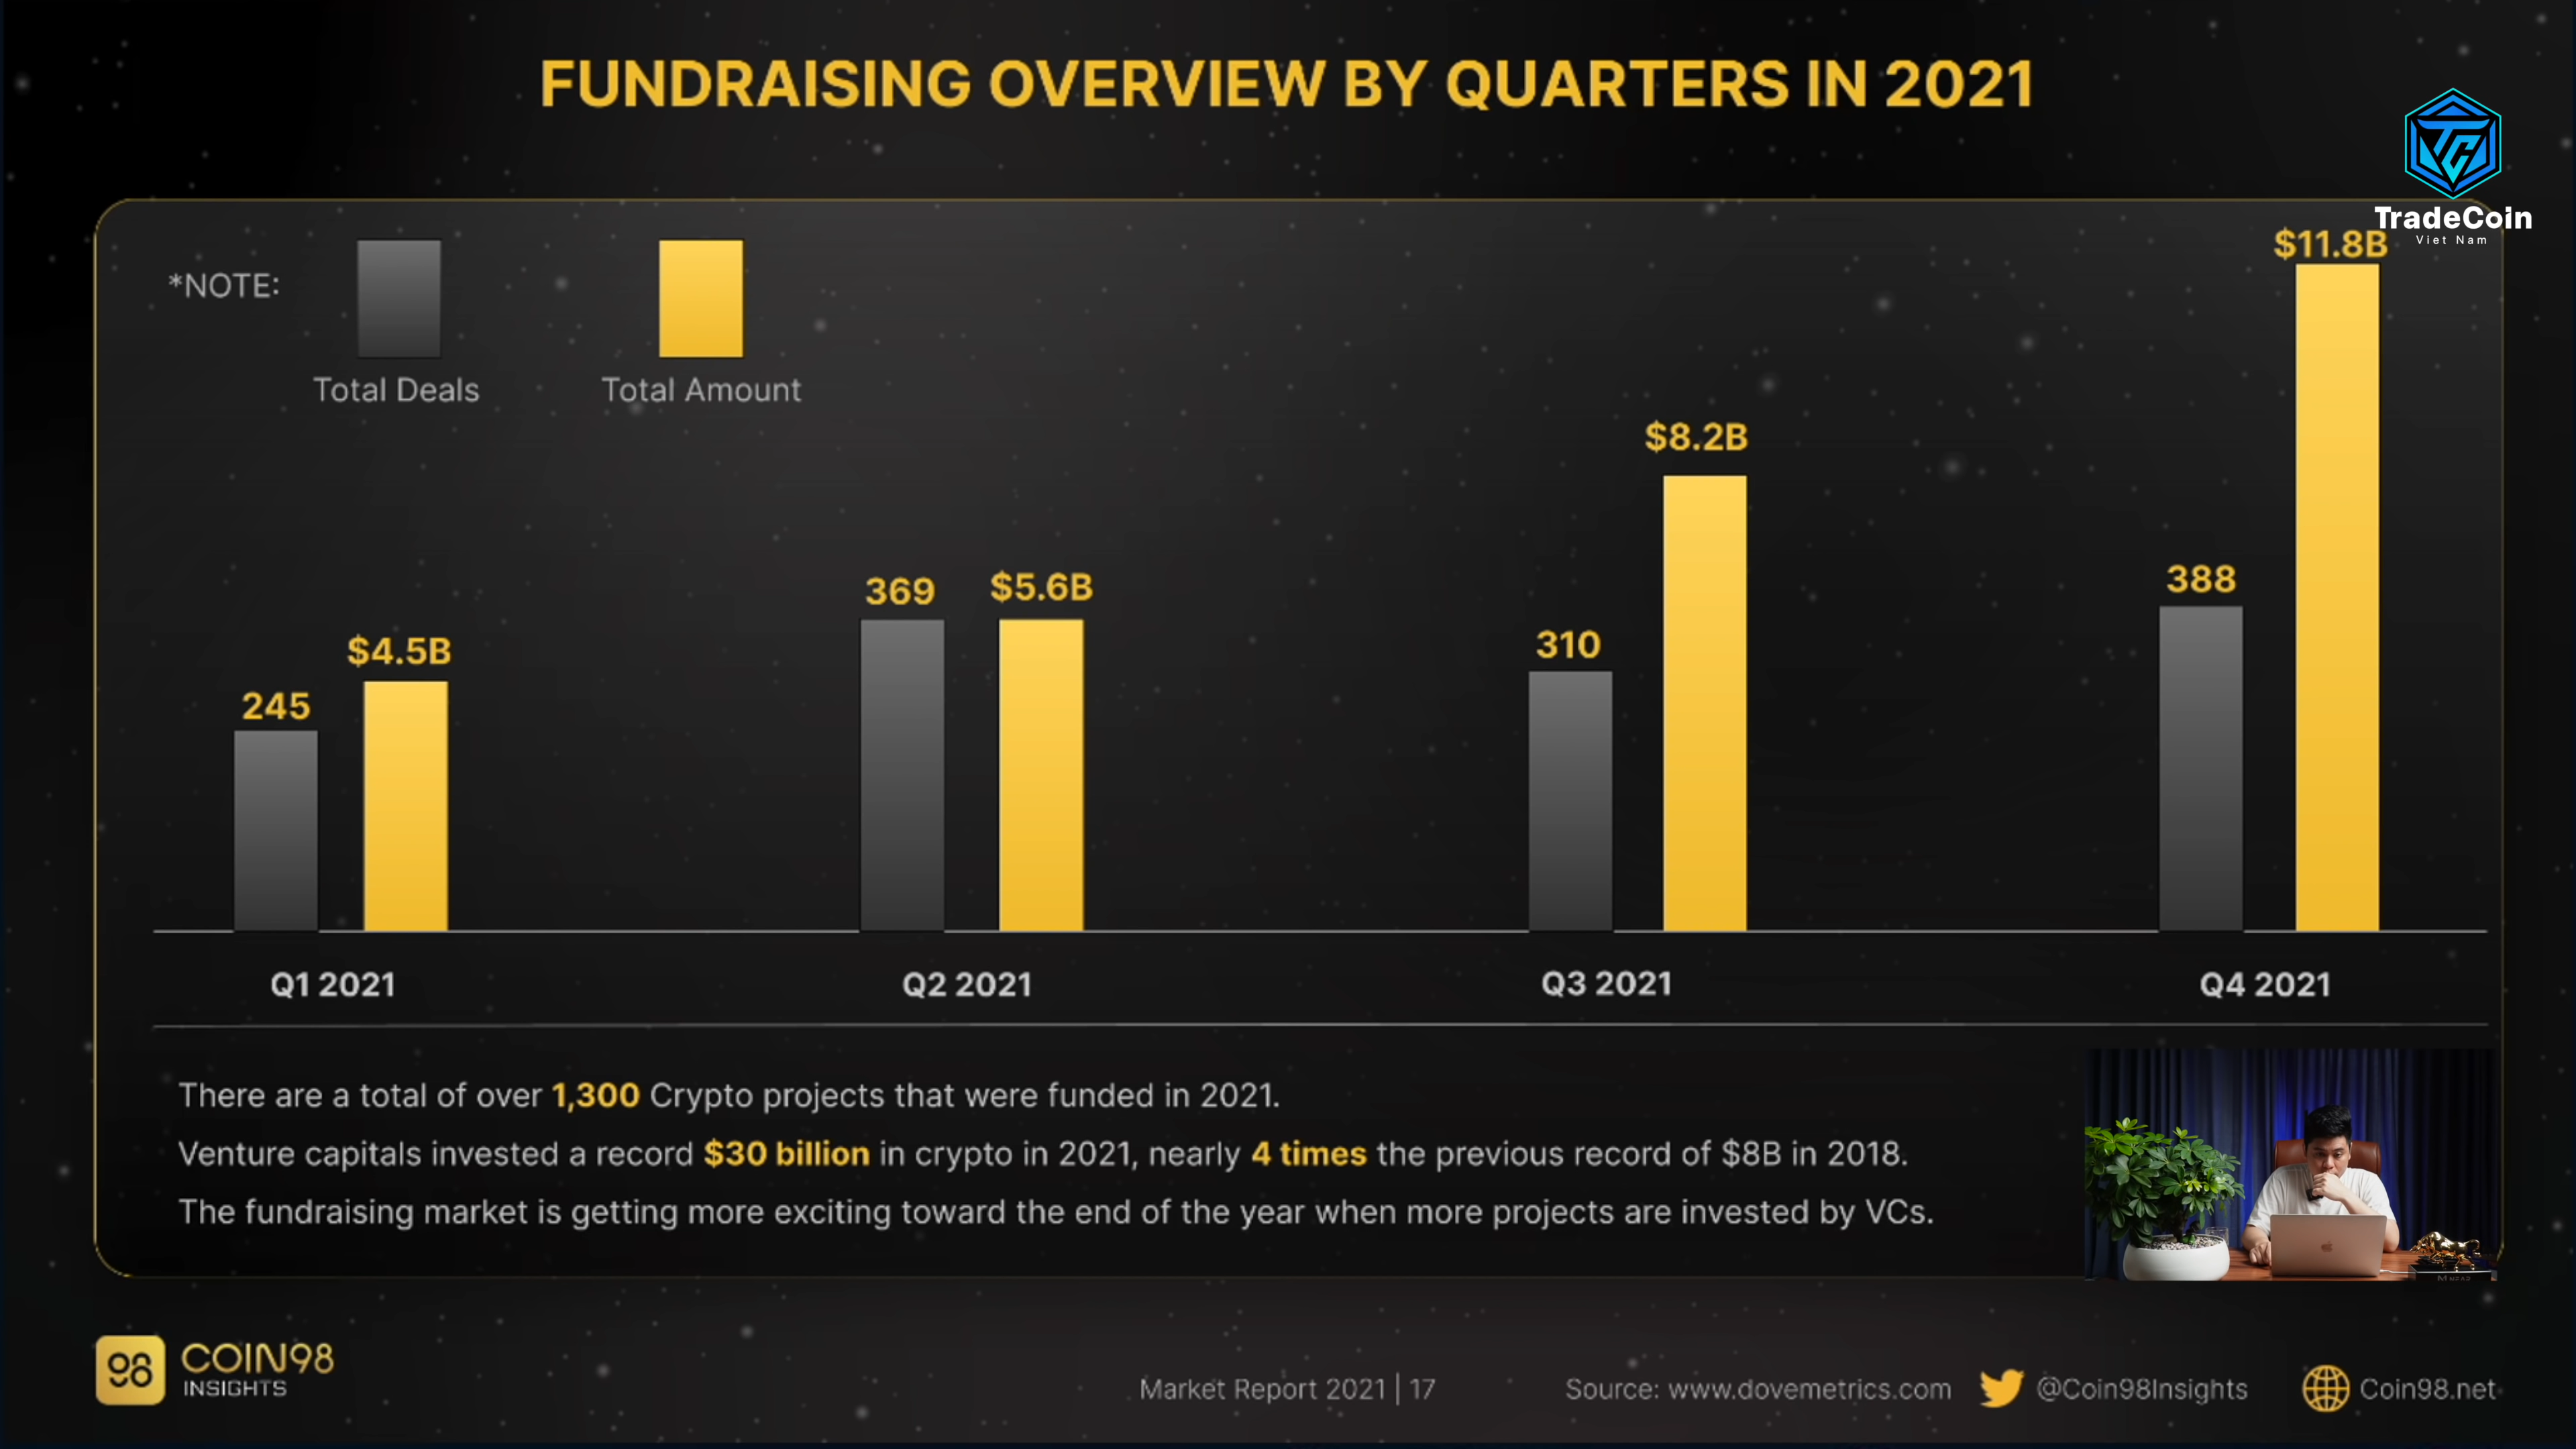 FUNDRAISING OVERVIEW BY QUARTERS IN 2021
TradeCoin
Viet Nam
*NOTE:
Total Deals
Total Amount
245
$4.5B
369
$5.6B
310
$8.2B
388
$11.8B
Q1 2021
Q2 2021
Q3 2021
Q4 2021
There are a total of over 1,300 Crypto projects that were funded in 2021.
Venture capitals invested a record $30 billion in crypto in 2021, nearly 4 times the previous record of $8B in 2018.
The fundraising market is getting more exciting toward the end of the year when more projects are invested by VCs.
98
COIN98
INSIGHTS
Market Report 2021 | 17
Source: www.dovemetrics.com
@Coin98Insights
Coin98.net